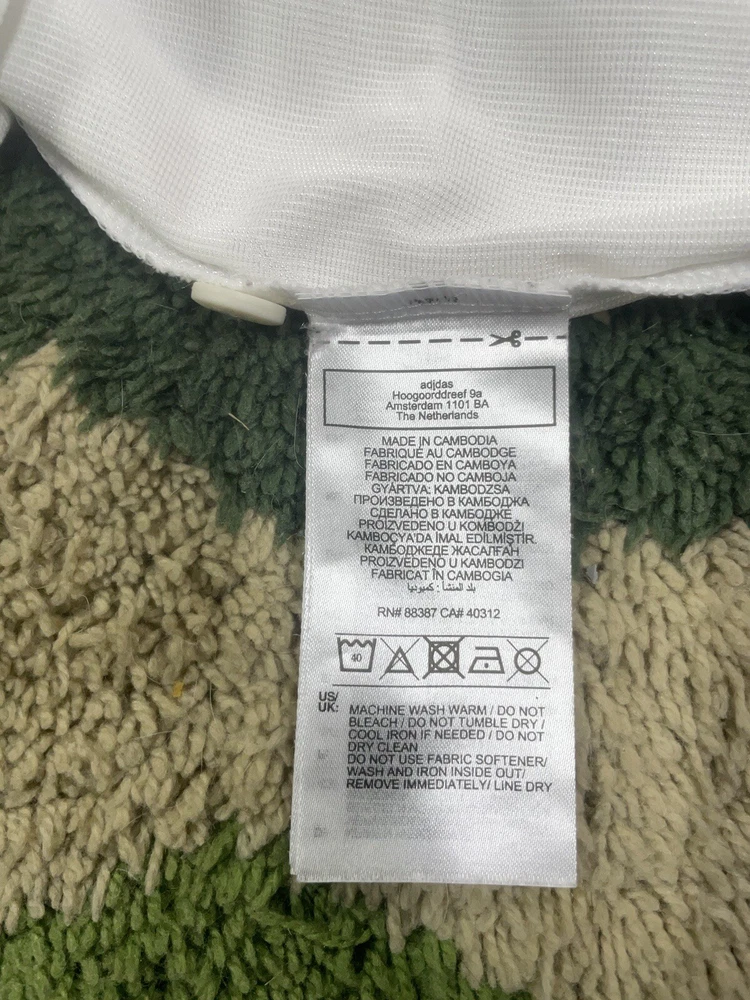 adidas
Hoogoorddreef 9a
Amsterdam 1101 BA
The Netherlands
MADE IN CAMBODIA
FABRIQUÉ AU CAMBODGE
FABRICADO EN CAMBOYA
FABRICADO NO CAMBOJA
GYÁRTVA: KAMBODZSA
ПРОИЗВЕДЕНО В КАМБОДЖА
СДЕЛАНО В КАМБОДЖЕ
PROIZVEDENO U KOMBODŽI
KAMBOÇYA'DA İMAL EDİLMİŞTİR.
КАМБОДЖЕДЕ ЖАСАЛҒАН
PROIZVEDENO U KAMBODZI
FABRICAT ÎN CAMBOGIA
بلد المنشأ : كمبوديا
RN# 88387 CA# 40312
40
US/
UK:
MACHINE WASH WARM / DO NOT
BLEACH / DO NOT TUMBLE DRY /
COOL IRON IF NEEDED / DO NOT
DRY CLEAN
DO NOT USE FABRIC SOFTENER/
WASH AND IRON INSIDE OUT/
REMOVE IMMEDIATELY/ LINE DRY